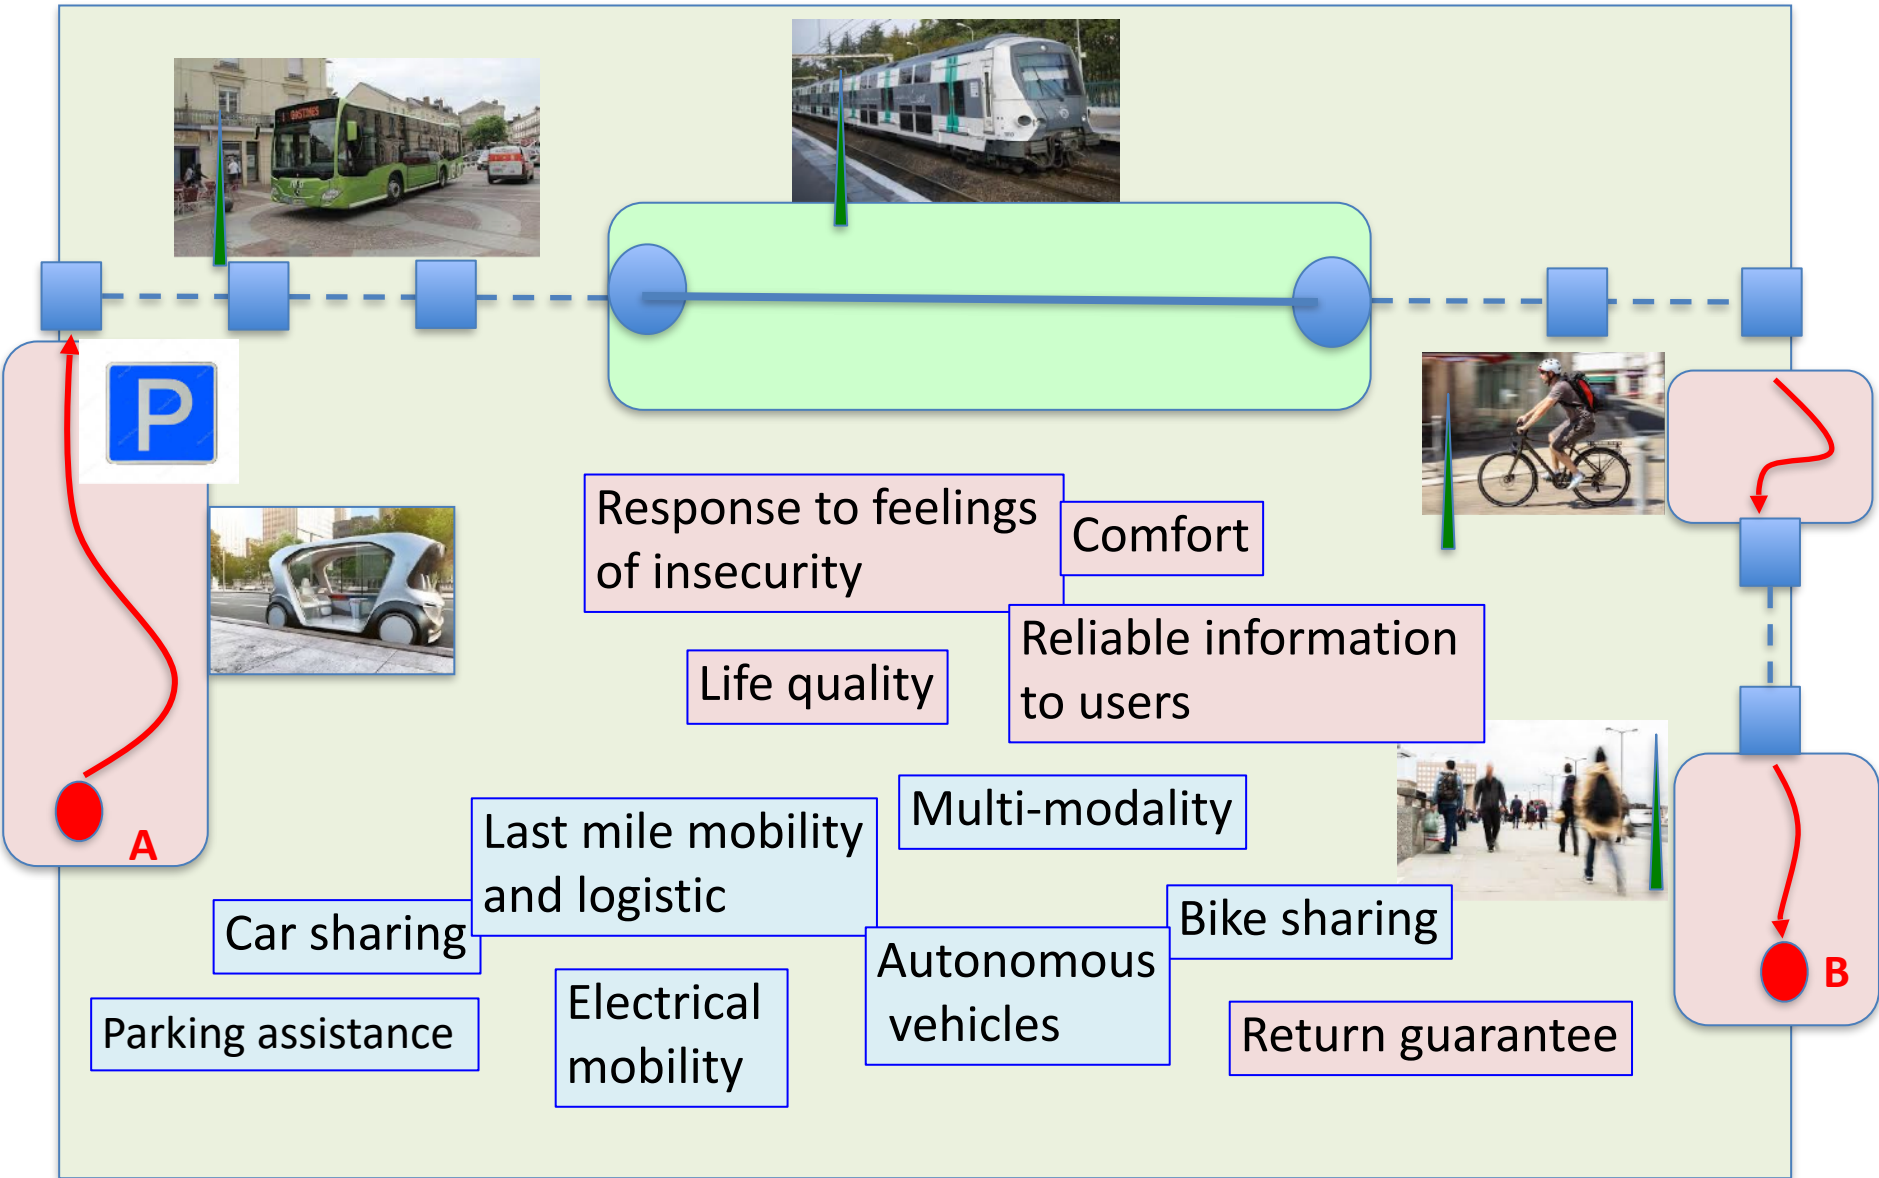 GASTINES
P
Response to feelings
of insecurity
Comfort
Reliable information
to users
Life quality
Multi-modality
Last mile mobility
and logistic
A
Car sharing
Bike sharing
Autonomous
vehicles
B
Electrical
mobility
Parking assistance
Return guarantee